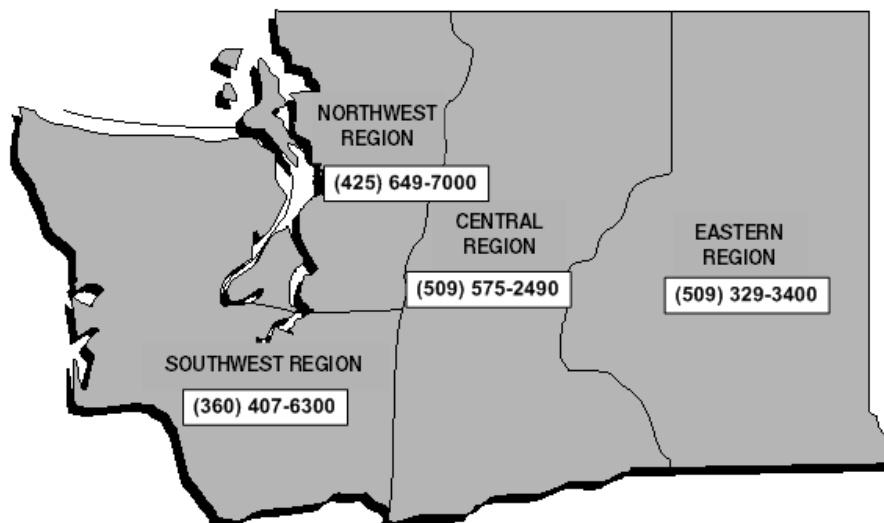 NORTHWEST
REGION
(425) 649-7000
CENTRAL
REGION
(509) 575-2490
EASTERN
REGION
(509) 329-3400
SOUTHWEST REGION
(360) 407-6300